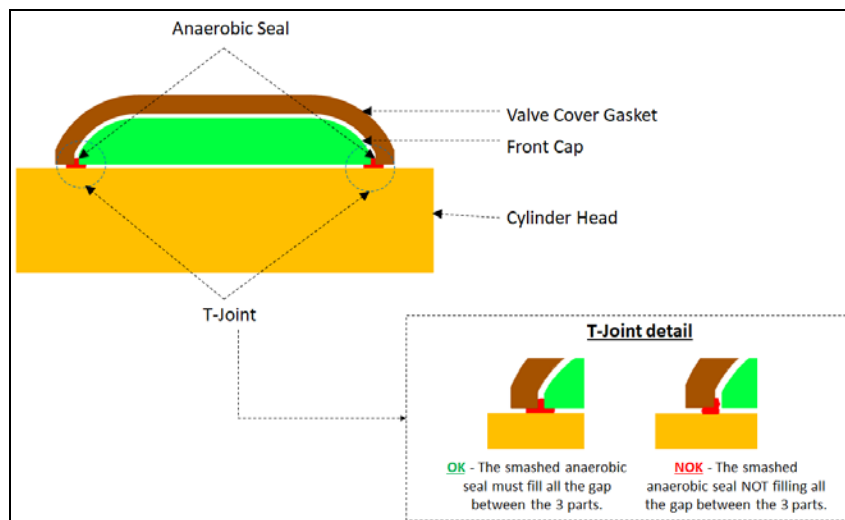 Anaerobic Seal
Valve Cover Gasket
Front Cap
Cylinder Head
T-Joint
T-Joint detail
OK - The smashed anaerobic
seal must fill all the gap
between the 3 parts.
NOK - The smashed
anaerobic seal NOT filling all
the gap between the 3 parts.